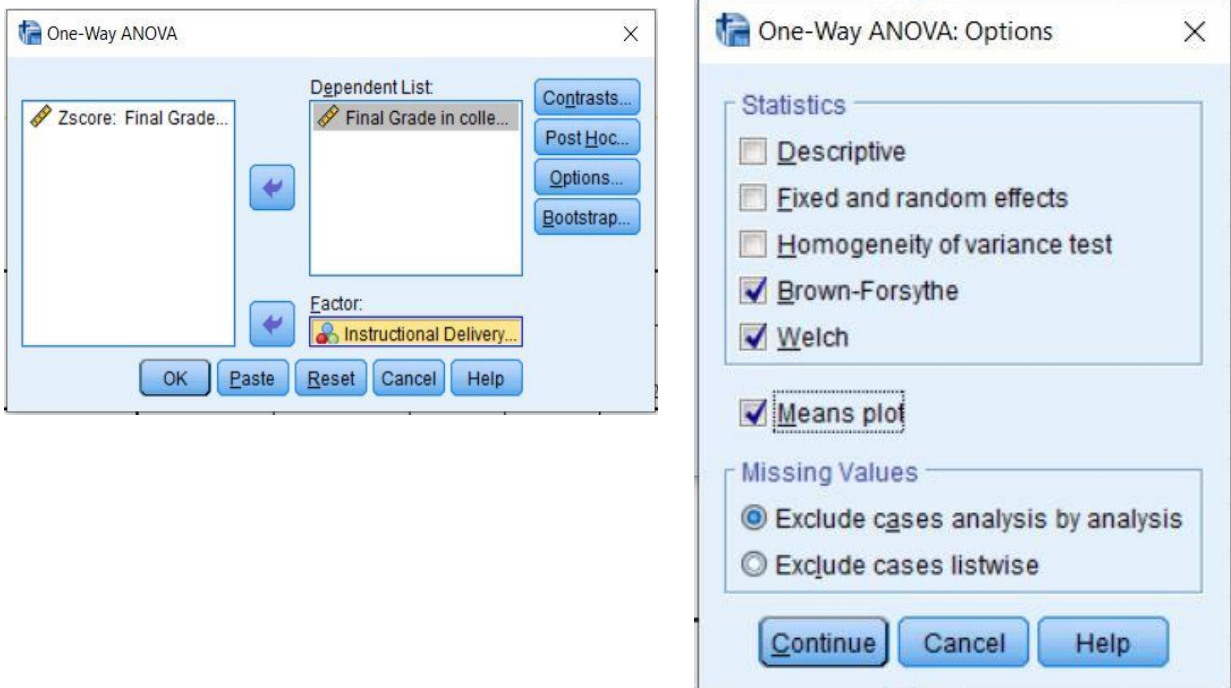 One-Way ANOVA
Zscore: Final Grade...
Dependent List:
Final Grade in colle...
Contrasts...
Post Hoc...
Options...
Bootstrap...
Factor:
Instructional Delivery...
OK Paste Reset Cancel Help
One-Way ANOVA: Options
Statistics
Descriptive
Fixed and random effects
Homogeneity of variance test
Brown-Forsythe
Welch
Means plot
Missing Values
Exclude cases analysis by analysis
Exclude cases listwise
Continue Cancel Help